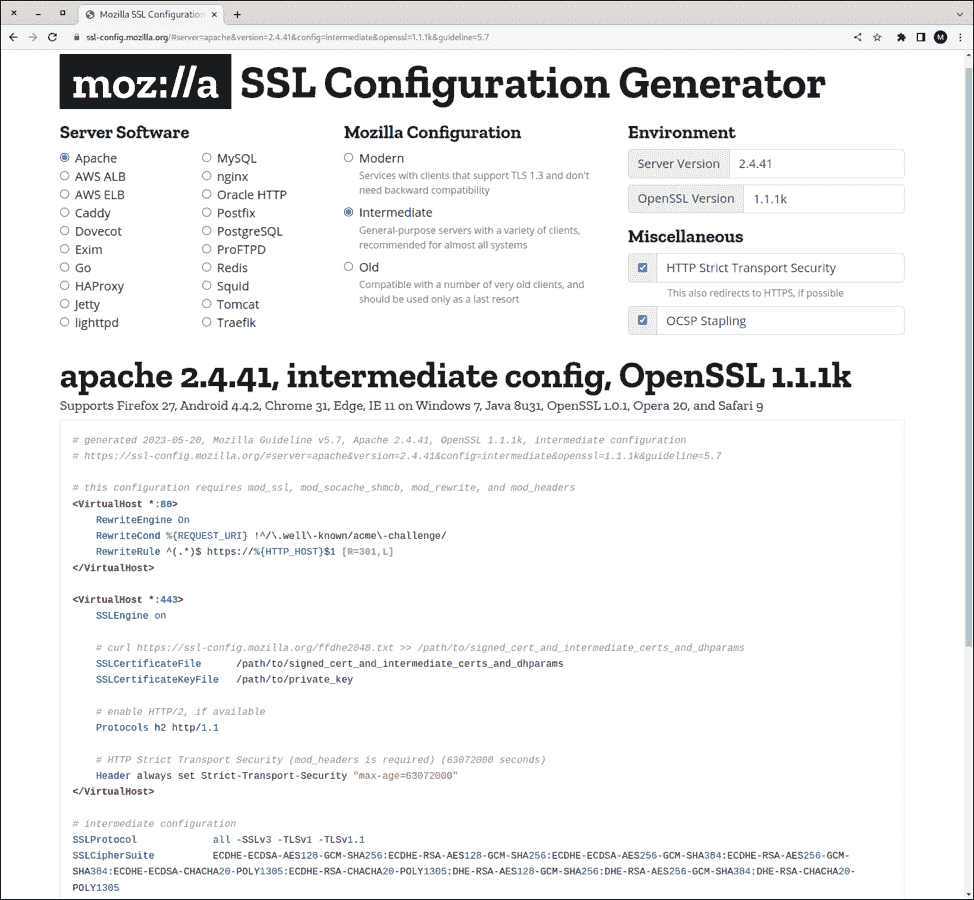 Mozilla SSL Configuration
ssl-config.mozilla.org/#server=apache&version=2.4.41&config=intermediate&openssl=1.1.1k&guideline=5.7
M
moz://a SSL Configuration Generator
Server Software
Apache
AWS ALB
AWS ELB
Caddy
Dovecot
Exim
Go
HAProxy
Jetty
lighttpd
MySQL
nginx
Oracle HTTP
Postfix
PostgreSQL
ProFTPD
Redis
Squid
Tomcat
Traefik
Mozilla Configuration
Modern
Services with clients that support TLS 1.3 and don't
need backward compatibility
Intermediate
General-purpose servers with a variety of clients,
recommended for almost all systems
Old
Compatible with a number of very old clients, and
should be used only as a last resort
Environment
Server Version 2.4.41
OpenSSL Version 1.1.1k
Miscellaneous
HTTP Strict Transport Security
This also redirects to HTTPS, if possible
OCSP Stapling
apache 2.4.41, intermediate config, OpenSSL 1.1.1k
Supports Firefox 27, Android 4.4.2, Chrome 31, Edge, IE 11 on Windows 7, Java 8u31, OpenSSL 1.0.1, Opera 20, and Safari 9
# generated 2023-05-20, Mozilla Guideline v5.7, Apache 2.4.41, OpenSSL 1.1.1k, intermediate configuration
# https://ssl-config.mozilla.org/#server=apache&version=2.4.41&config=intermediate&openssl=1.1.1k&guideline=5.7
# this configuration requires mod_ssl, mod_socache_shmcb, mod_rewrite, and mod_headers
<VirtualHost *:80>
RewriteEngine On
RewriteCond %{REQUEST_URI} !^/\.well\-known/acme\-challenge/
RewriteRule ^(.*)$ https://%{HTTP_HOST}$1 [R=301,L]
</VirtualHost>
<VirtualHost *:443>
SSLEngine on
# curl https://ssl-config.mozilla.org/ffdhe2048.txt >> /path/to/signed_cert_and_intermediate_certs_and_dhparams
SSLCertificateFile /path/to/signed_cert_and_intermediate_certs_and_dhparams
SSLCertificateKeyFile /path/to/private_key
# enable HTTP/2, if available
Protocols h2 http/1.1
# HTTP Strict Transport Security (mod_headers is required) (63072000 seconds)
Header always set Strict-Transport-Security "max-age=63072000"
</VirtualHost>
# intermediate configuration
SSLProtocol all -SSLv3 -TLSv1 -TLSv1.1
SSLCipherSuite ECDHE-ECDSA-AES128-GCM-SHA256:ECDHE-RSA-AES128-GCM-SHA256:ECDHE-ECDSA-AES256-GCM-SHA384:ECDHE-RSA-AES256-GCM-
SHA384:ECDHE-ECDSA-CHACHA20-POLY1305:ECDHE-RSA-CHACHA20-POLY1305:DHE-RSA-AES128-GCM-SHA256:DHE-RSA-AES256-GCM-SHA384:DHE-RSA-CHACHA20-
POLY1305